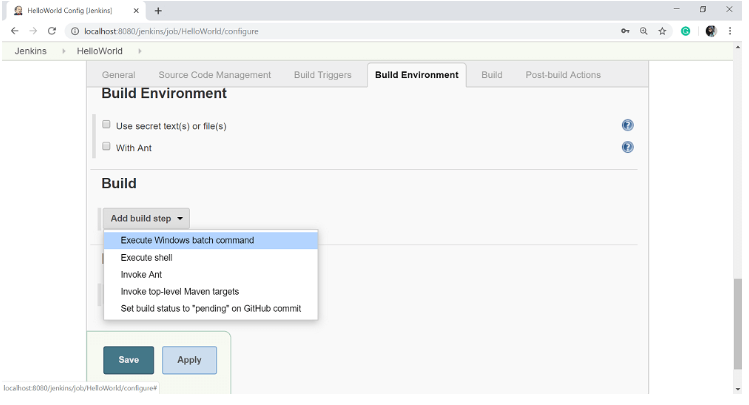 HelloWorld Config [Jenkins]
localhost:8080/jenkins/job/HelloWorld/configure
Jenkins HelloWorld
General Source Code Management Build Triggers Build Environment Build Post-build Actions
Build Environment
Use secret text(s) or file(s)
With Ant
Build
Add build step
Execute Windows batch command
Execute shell
Invoke Ant
Invoke top-level Maven targets
Set build status to "pending" on GitHub commit
Save Apply
localhost:8080/jenkins/job/HelloWorld/configure#